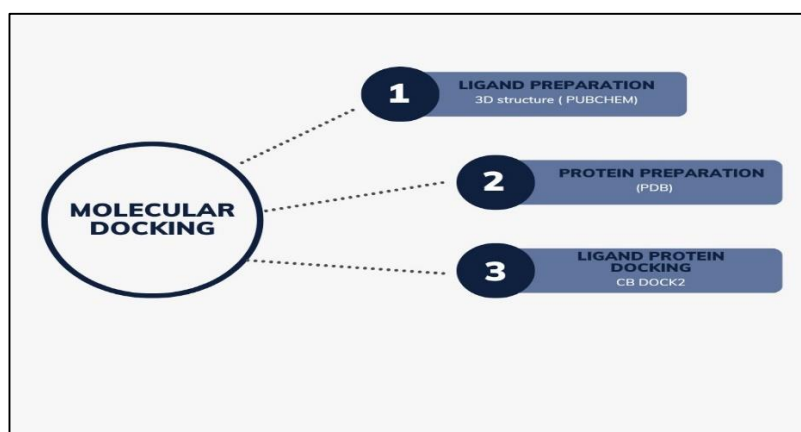 MOLECULAR
DOCKING
1
LIGAND PREPARATION
3D structure ( PUBCHEM)
2
PROTEIN PREPARATION
(PDB)
3
LIGAND PROTEIN
DOCKING
CB DOCK2